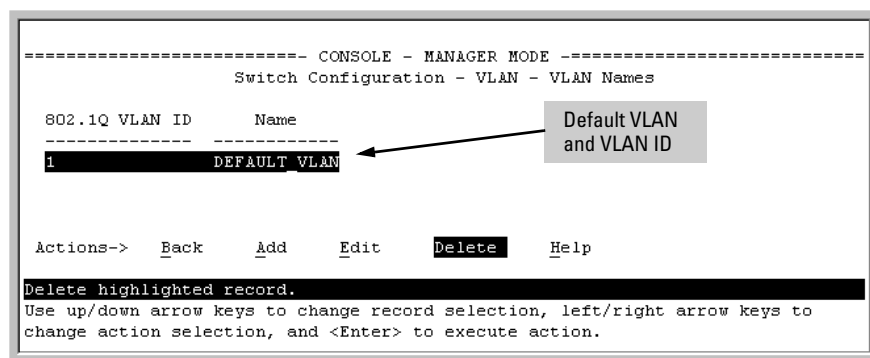 ===========================- CONSOLE - MANAGER MODE -============================
Switch Configuration - VLAN - VLAN Names
802.1Q VLAN ID Name
-------------- ------------
1 DEFAULT_VLAN
Default VLAN
and VLAN ID
Actions-> Back Add Edit Delete Help
Delete highlighted record.
Use up/down arrow keys to change record selection, left/right arrow keys to
change action selection, and <Enter> to execute action.